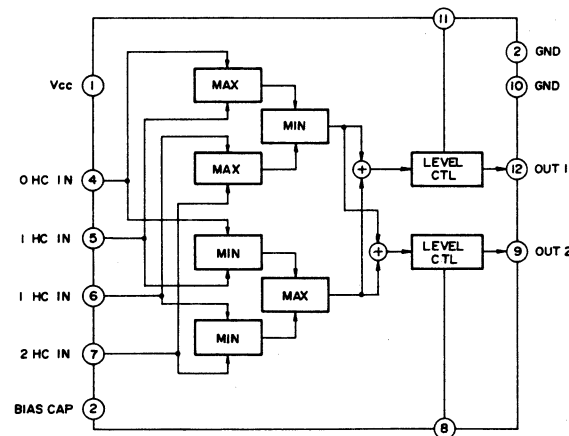 11
2 GND
Vcc 1
10 GND
MAX
MIN
MAX
LEVEL
CTL
12 OUT 1
0 HC IN 4
1 HC IN 5
MIN
LEVEL
CTL
9 OUT 2
1 HC IN 6
MAX
MIN
2 HC IN 7
BIAS CAP 2
8